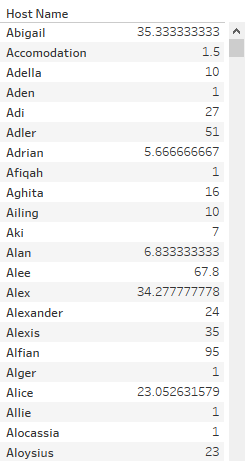 Host Name
Abigail 35.333333333
Accomodation 1.5
Adella 10
Aden 1
Adi 27
Adler 51
Adrian 5.666666667
Afiqah 1
Aghita 16
Ailing 10
Aki 7
Alan 6.833333333
Alee 67.8
Alex 34.277777778
Alexander 24
Alexis 35
Alfian 95
Alger 1
Alice 23.052631579
Allie 1
Alocassia 1
Aloysius 23